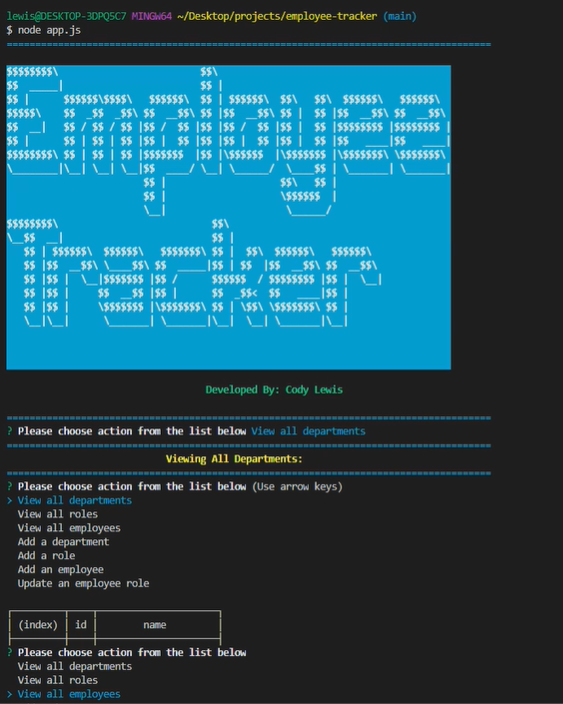 lewis@DESKTOP-3DPQSC7 MINGW64 ~/Desktop/projects/employee-tracker (main)
$ node app.js
Employee
Tracker
Developed By: Cody Lewis
? Please choose action from the list below View all departments
Viewing All Departments:
? Please choose action from the list below (Use arrow keys)
> View all departments
View all roles
View all employees
Add a department
Add a role
Add an employee
Update an employee role
(index) id name
? Please choose action from the list below
View all departments
View all roles
> View all employees